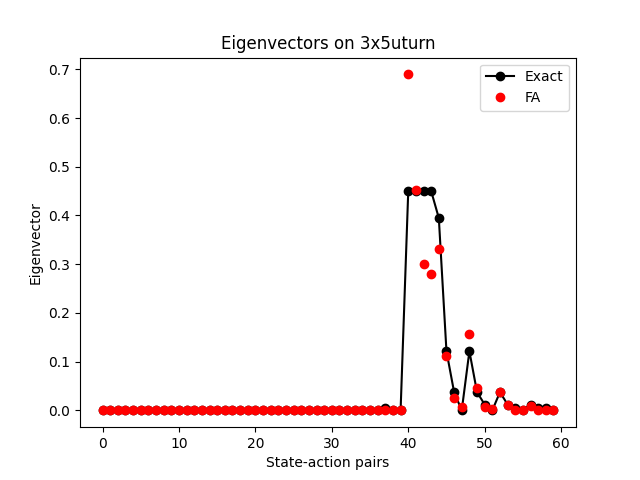 Eigenvectors on 3x5uturn
Exact
FA
Eigenvector
0.7
0.6
0.5
0.4
0.3
0.2
0.1
0.0
0 10 20 30 40 50 60
State-action pairs